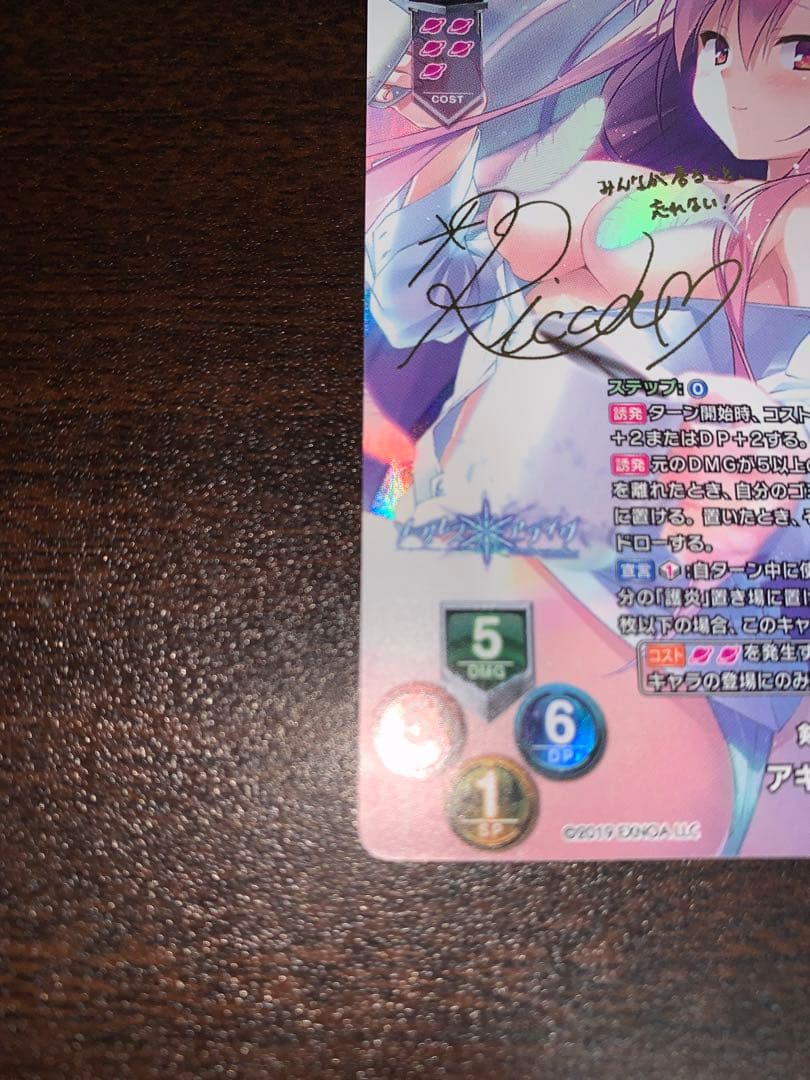 COST
みんなが居ること、
忘れない！
ステップ:0
誘発 ターン開始時、コスト
+2またはDP+2する。
誘発 元のDMGが5以上の
を離れたとき、自分のゴ
に置ける。置いたとき、
ドローする。
宣言 1:自ターン中に使
分の「護炎」置き場に置け
枚以下の場合、このキャ
コスト を発生す
キャラの登場にのみ
5
DMG
6
DP
1
SP
アキ
©2019 EXNOA LLC